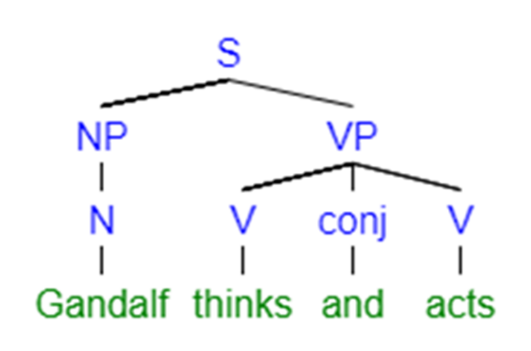 S
NP VP
N V conj V
Gandalf thinks and acts